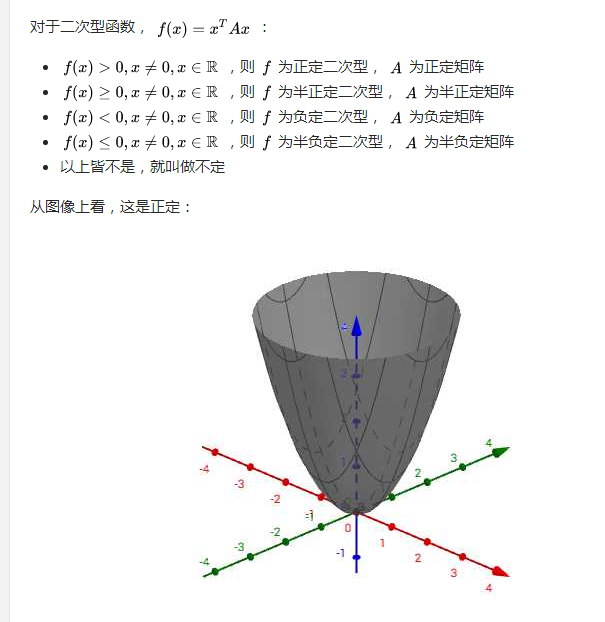 对于二次型函数， f(x) = x^T Ax ：
• f(x) > 0, x ≠ 0, x ∈ ℝ ，则 f 为正定二次型， A 为正定矩阵
• f(x) ≥ 0, x ≠ 0, x ∈ ℝ ，则 f 为半正定二次型， A 为半正定矩阵
• f(x) < 0, x ≠ 0, x ∈ ℝ ，则 f 为负定二次型， A 为负定矩阵
• f(x) ≤ 0, x ≠ 0, x ∈ ℝ ，则 f 为半负定二次型， A 为半负定矩阵
• 以上皆不是，就叫做不定
从图像上看，这是正定：
4
3
1
-4 -3 -2 -1 0 1 2 3 4
-4 -3 -2 -1 2 3 4
-1